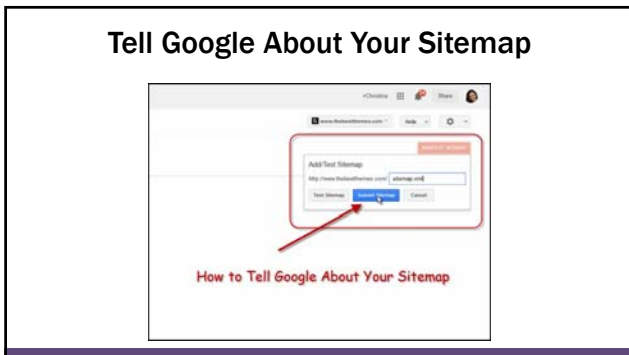 Tell Google About Your Sitemap
+Christina
Share
Help
Add/Test Sitemap
sitemap.xml
Test Sitemap
Submit Sitemap
Cancel
How to Tell Google About Your Sitemap